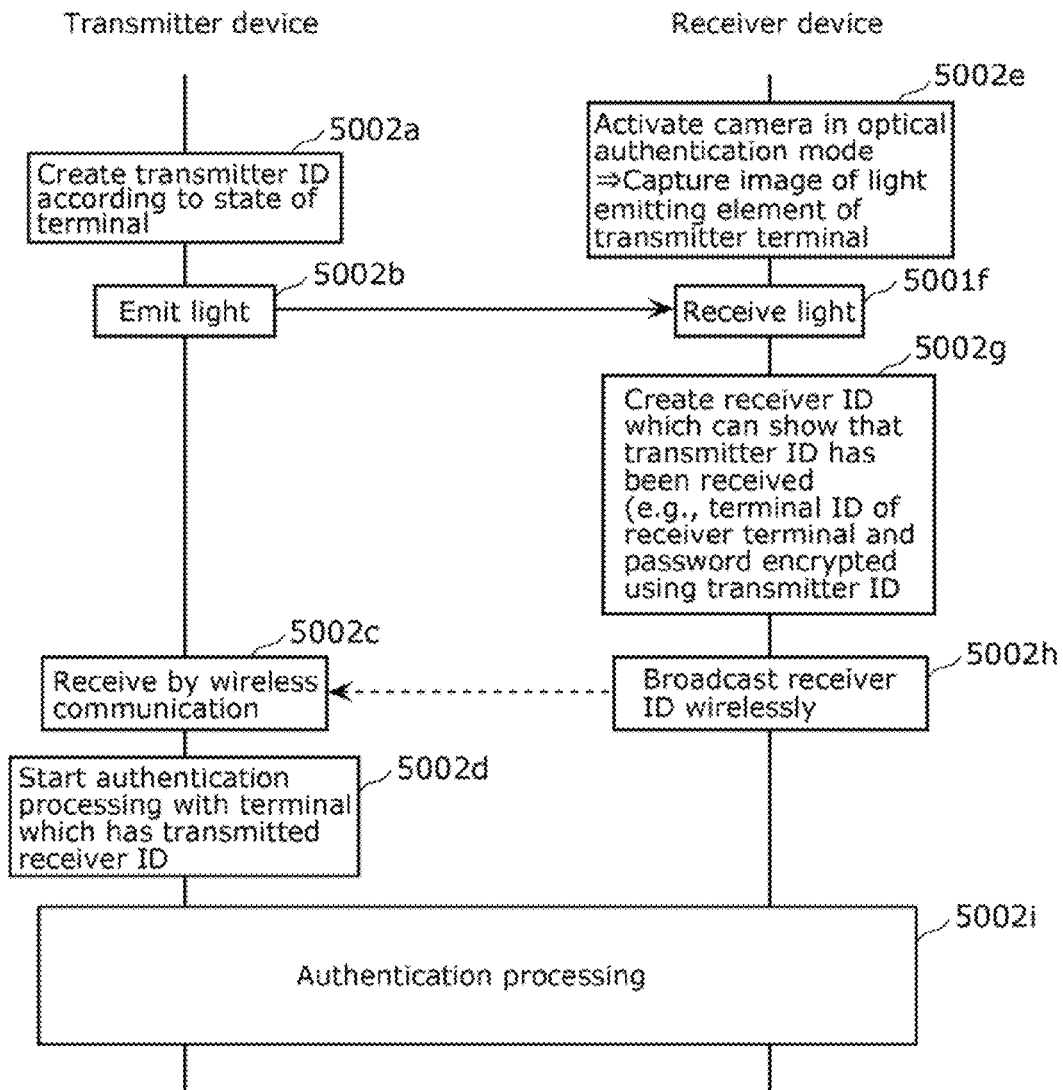 Transmitter device
Receiver device
5002e
Activate camera in optical
authentication mode
⇒Capture image of light
emitting element of
transmitter terminal
5002a
Create transmitter ID
according to state of
terminal
5002b
Emit light
5001f
Receive light
5002g
Create receiver ID
which can show that
transmitter ID has
been received
(e.g., terminal ID of
receiver terminal and
password encrypted
using transmitter ID
5002c
Receive by wireless
communication
5002h
Broadcast receiver
ID wirelessly
5002d
Start authentication
processing with terminal
which has transmitted
receiver ID
5002i
Authentication processing